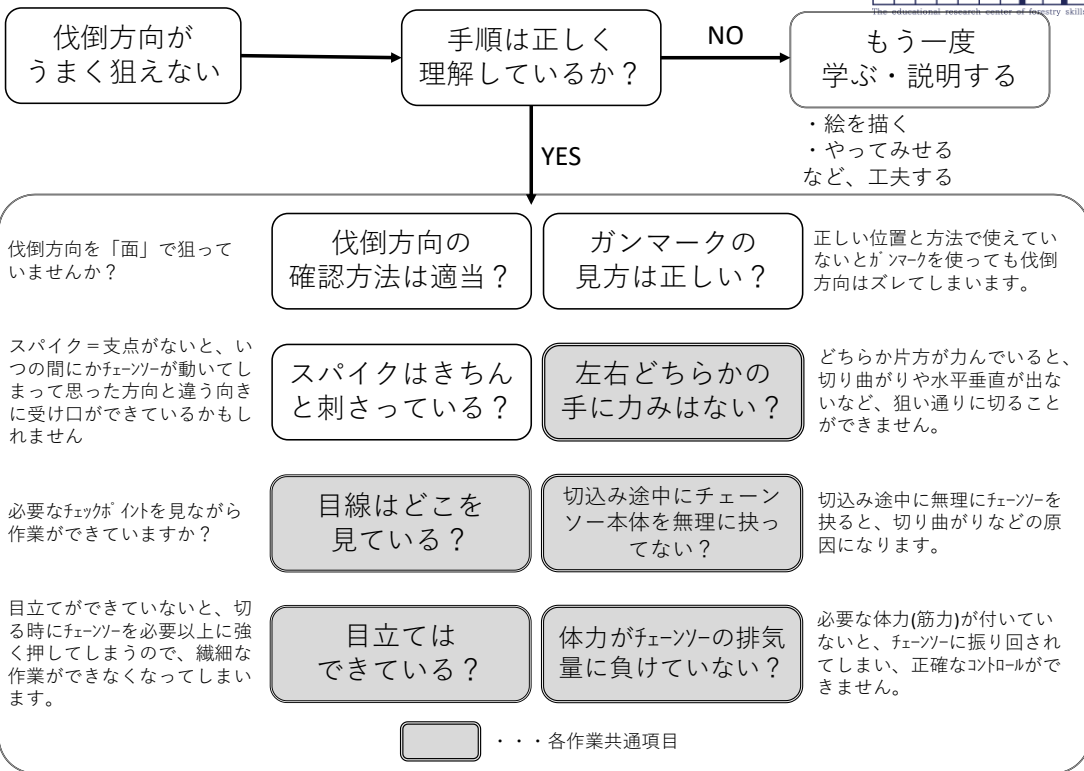 The educational research center of forestry skills
伐倒方向が
うまく狙えない
手順は正しく
理解しているか？
NO
もう一度
学ぶ・説明する
・絵を描く
・やってみせる
など、工夫する
YES
伐倒方向を「面」で狙って
いませんか？
伐倒方向の
確認方法は適当？
ガンマークの
見方は正しい？
正しい位置と方法で使えてい
ないとｶﾞﾝﾏｰｸを使っても伐倒
方向はズレてしまいます。
スパイク＝支点がないと、い
つの間にかﾁｪｰﾝｿｰが動いてし
まって思った方向と違う向き
に受け口ができているかもし
れません
スパイクはきちん
と刺さっている？
左右どちらかの
手に力みはない？
どちらか片方が力んでいると、
切り曲がりや水平垂直が出な
いなど、狙い通りに切ること
ができません。
必要なﾁｪｯｸﾎﾟｲﾝﾄを見ながら
作業ができていますか？
目線はどこを
見ている？
切込み途中にチェーン
ソー本体を無理に抉っ
てない？
切込み途中に無理にﾁｪｰﾝｿｰを
抉ると、切り曲がりなどの原
因になります。
目立てができていないと、切
る時にﾁｪｰﾝｿｰを必要以上に強
く押してしまうので、繊細な
作業ができなくなってしまい
ます。
目立ては
できている？
体力がﾁｪｰﾝｿｰの排気
量に負けていない？
必要な体力(筋力)が付いてい
ないと、ﾁｪｰﾝｿｰに振り回され
てしまい、正確なｺﾝﾄﾛｰﾙがで
きません。
・・・各作業共通項目